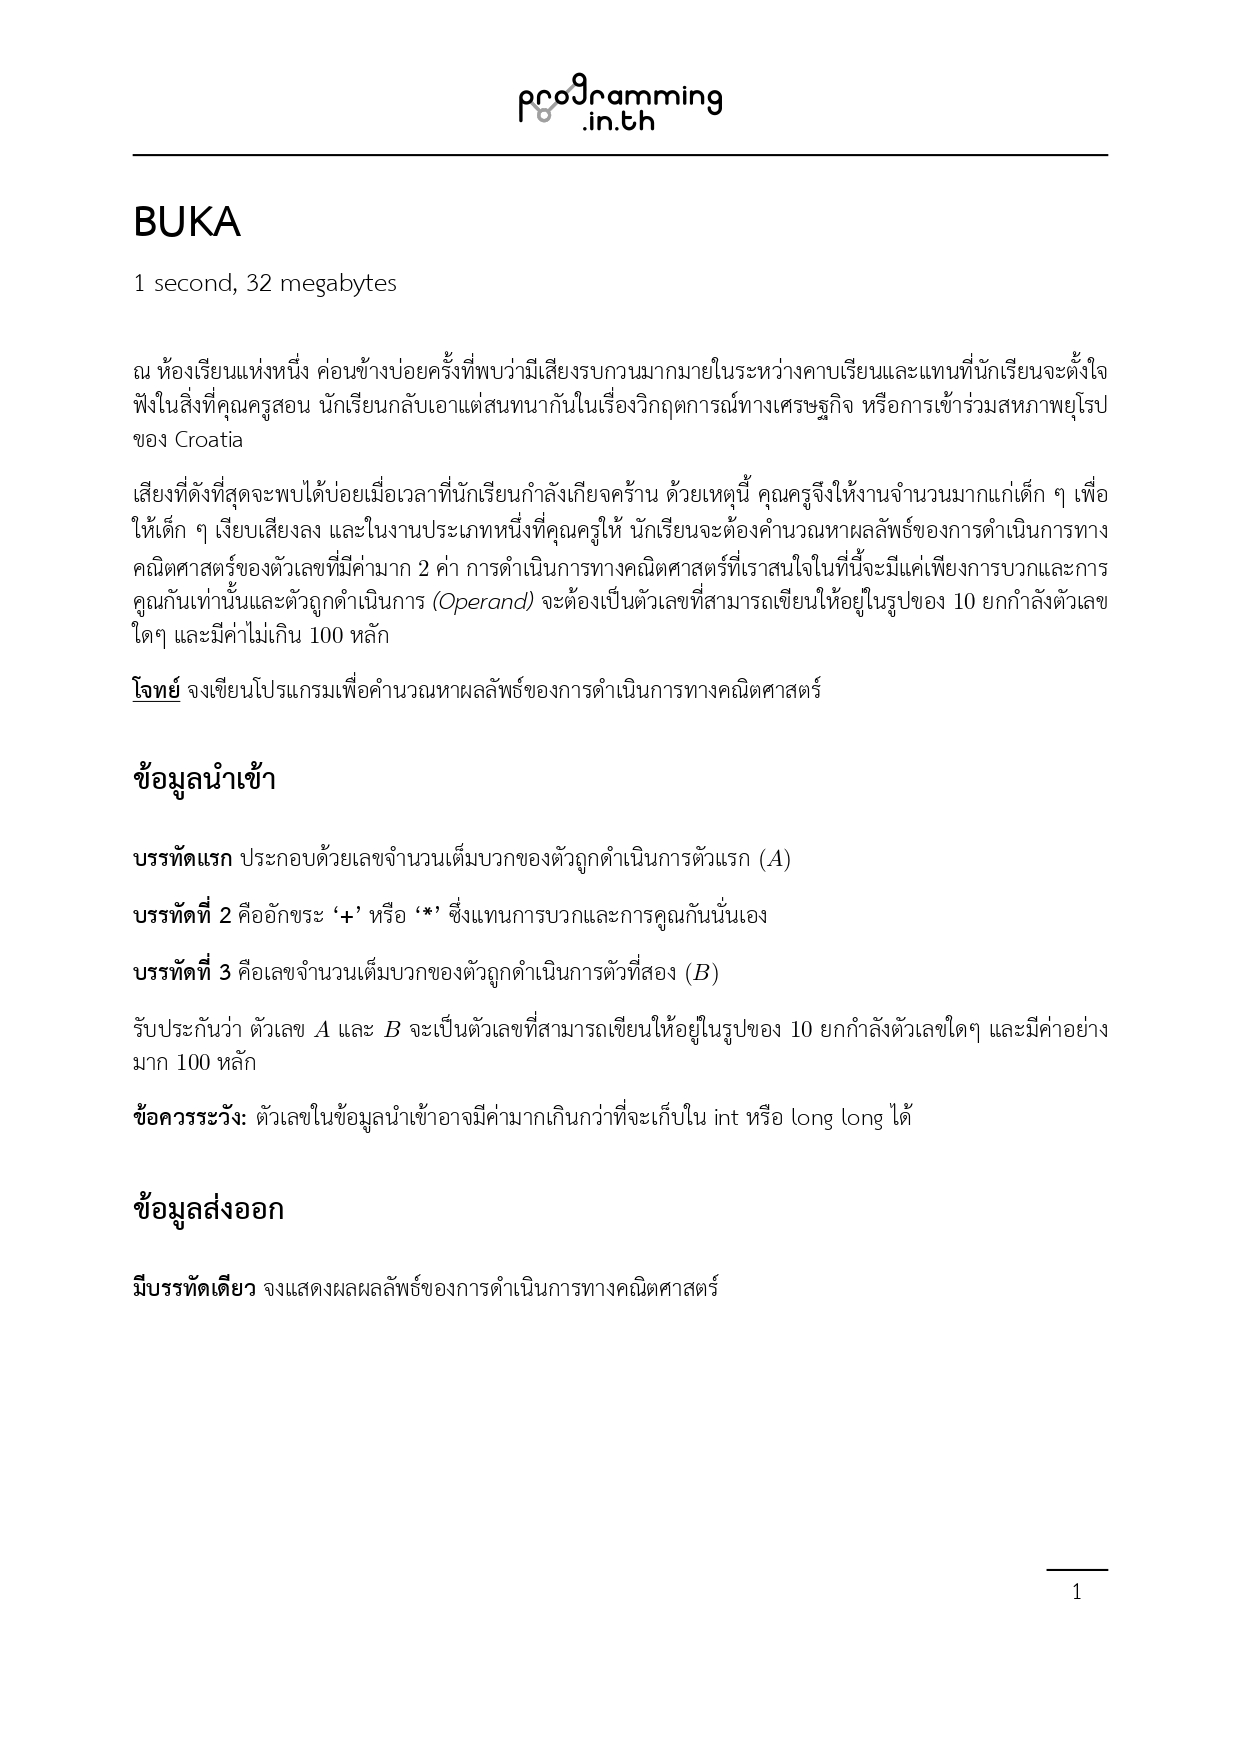 programming
.in.th
BUKA
1 second, 32 megabytes
ณ ห้องเรียนแห่งหนึ่ง ค่อนข้างบ่อยครั้งที่พบว่ามีเสียงรบกวนมากมายในระหว่างคาบเรียนและแทนที่นักเรียนจะตั้งใจ
ฟังในสิ่งที่คุณครูสอน นักเรียนกลับเอาแต่สนทนากันในเรื่องวิกฤตการณ์ทางเศรษฐกิจ หรือการเข้าร่วมสหภาพยุโรป
ของ Croatia
เสียงที่ดังที่สุดจะพบได้บ่อยเมื่อเวลาที่นักเรียนกำลังเกียจคร้าน ด้วยเหตุนี้ คุณครูจึงให้งานจำนวนมากแก่เด็ก ๆ เพื่อ
ให้เด็ก ๆ เงียบเสียงลง และในงานประเภทหนึ่งที่คุณครูให้ นักเรียนจะต้องคำนวณหาผลลัพธ์ของการดำเนินการทาง
คณิตศาสตร์ของตัวเลขที่มีค่ามาก 2 ค่า การดำเนินการทางคณิตศาสตร์ที่เราสนใจในที่นี้จะมีแค่เพียงการบวกและการ
คูณกันเท่านั้นและตัวถูกดำเนินการ (Operand) จะต้องเป็นตัวเลขที่สามารถเขียนให้อยู่ในรูปของ 10 ยกกำลังตัวเลข
ใดๆ และมีค่าไม่เกิน 100 หลัก
โจทย์ จงเขียนโปรแกรมเพื่อคำนวณหาผลลัพธ์ของการดำเนินการทางคณิตศาสตร์
ข้อมูลนำเข้า
บรรทัดแรก ประกอบด้วยเลขจำนวนเต็มบวกของตัวถูกดำเนินการตัวแรก (A)
บรรทัดที่ 2 คืออักขระ ‘+’ หรือ ‘*’ ซึ่งแทนการบวกและการคูณกันนั่นเอง
บรรทัดที่ 3 คือเลขจำนวนเต็มบวกของตัวถูกดำเนินการตัวที่สอง (B)
รับประกันว่า ตัวเลข A และ B จะเป็นตัวเลขที่สามารถเขียนให้อยู่ในรูปของ 10 ยกกำลังตัวเลขใดๆ และมีค่าอย่าง
มาก 100 หลัก
ข้อควรระวัง: ตัวเลขในข้อมูลนำเข้าอาจมีค่ามากเกินกว่าที่จะเก็บใน int หรือ long long ได้
ข้อมูลส่งออก
มีบรรทัดเดียว จงแสดงผลผลลัพธ์ของการดำเนินการทางคณิตศาสตร์
1